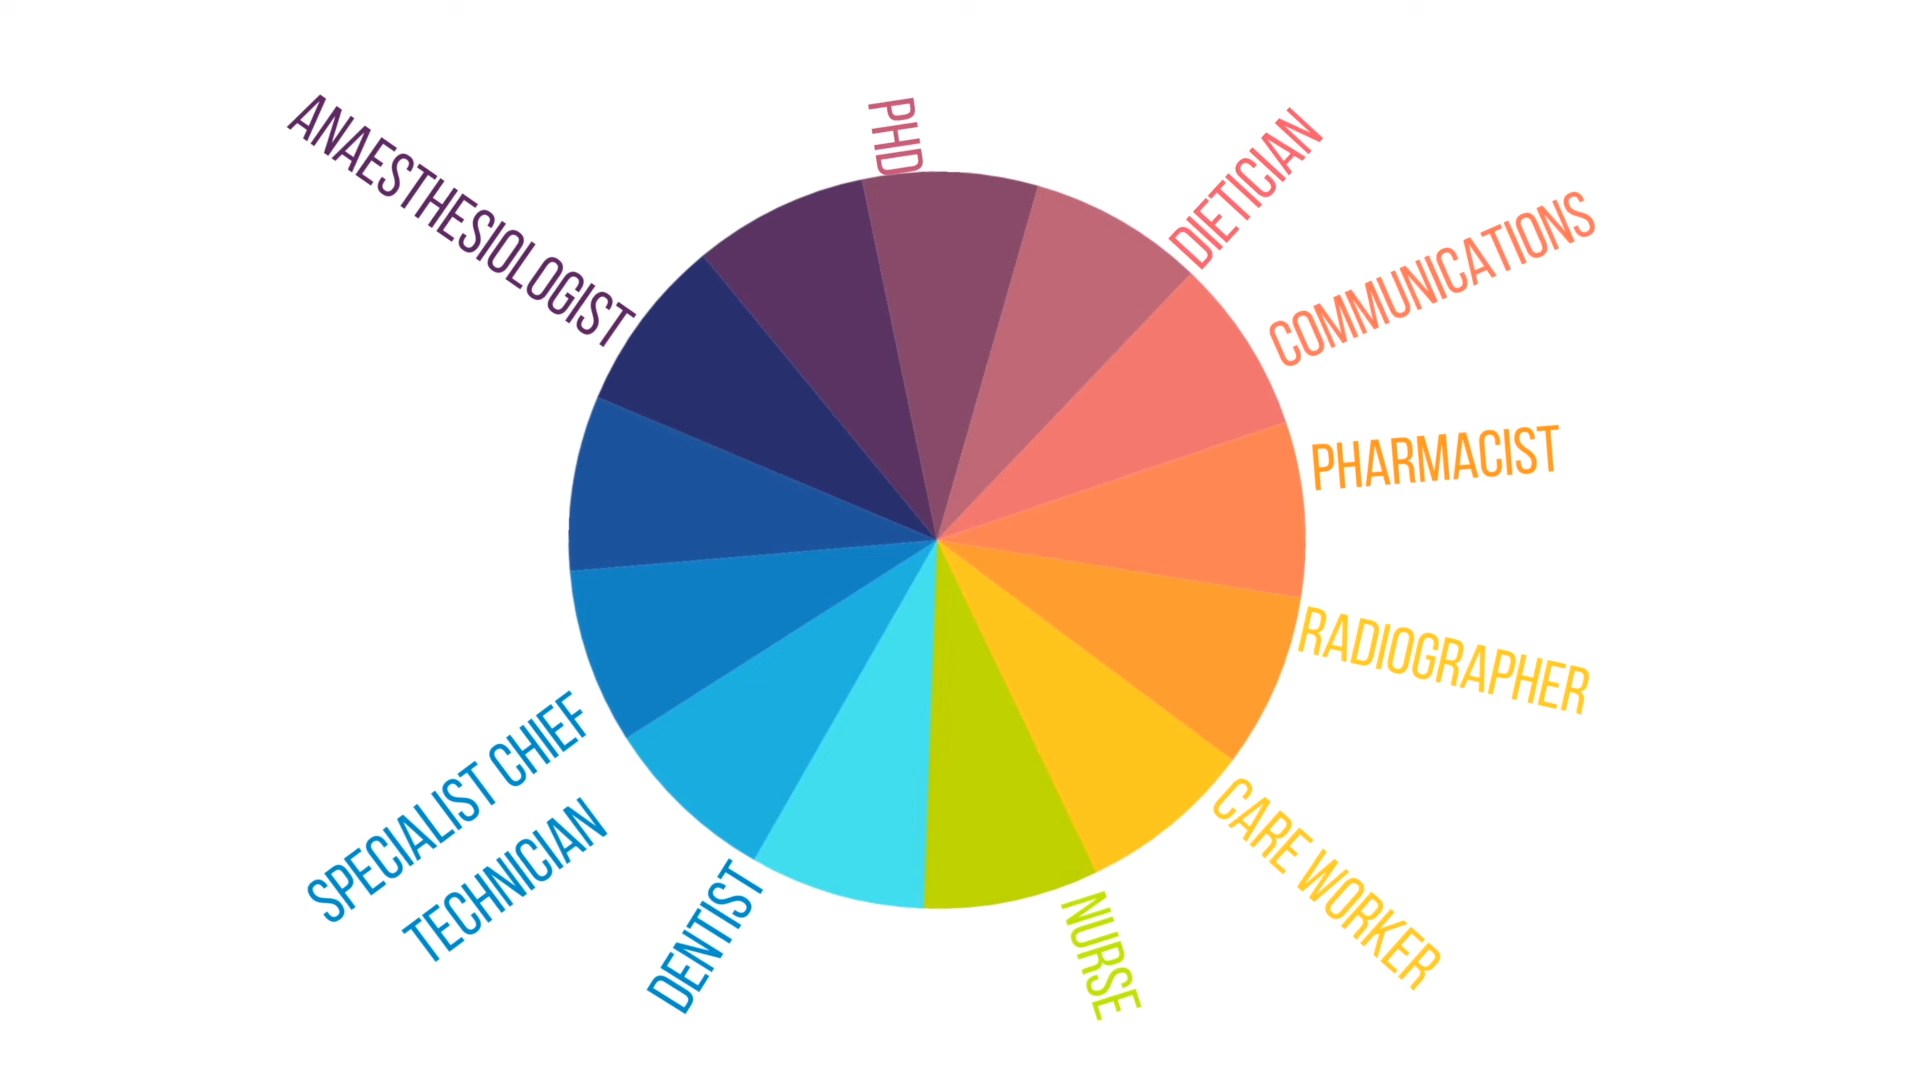 ANAESTHESIOLOGIST
PHD
DIETICIAN
COMMUNICATIONS
PHARMACIST
RADIOGRAPHER
CARE WORKER
NURSE
DENTIST
SPECIALIST CHIEF
TECHNICIAN